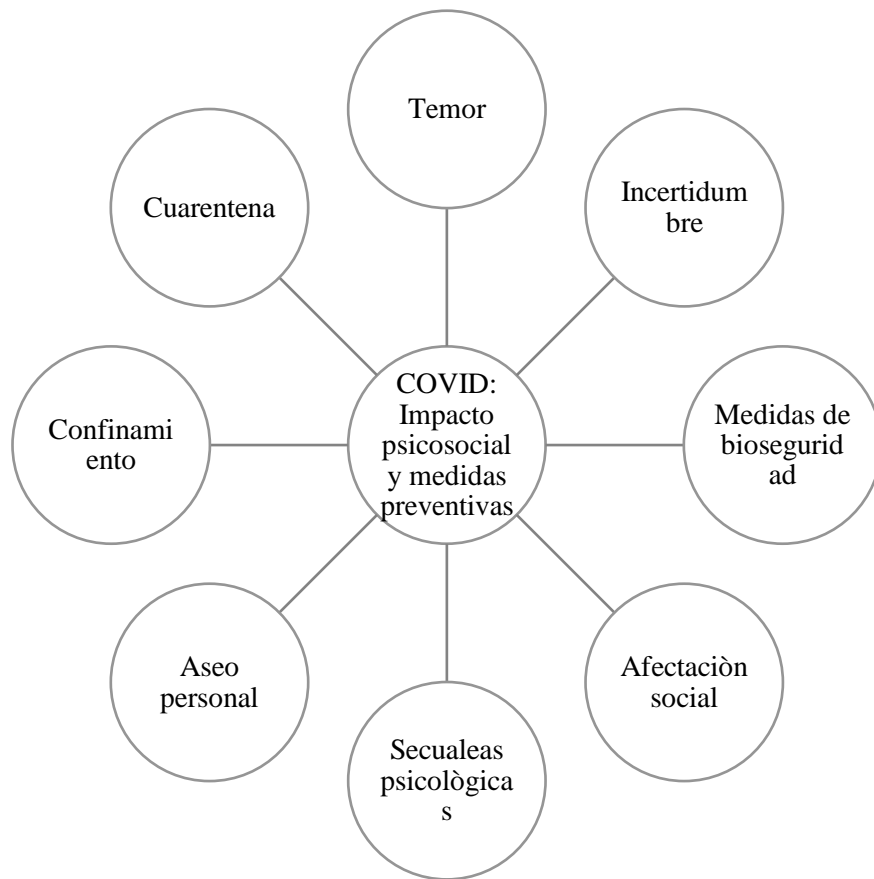 Temor
Cuarentena
Incertidum
bre
COVID:
Impacto
psicosocial
y medidas
preventivas
Confinami
ento
Medidas de
biosegurid
ad
Aseo
personal
Afectaciòn
social
Secualeas
psicològica
s